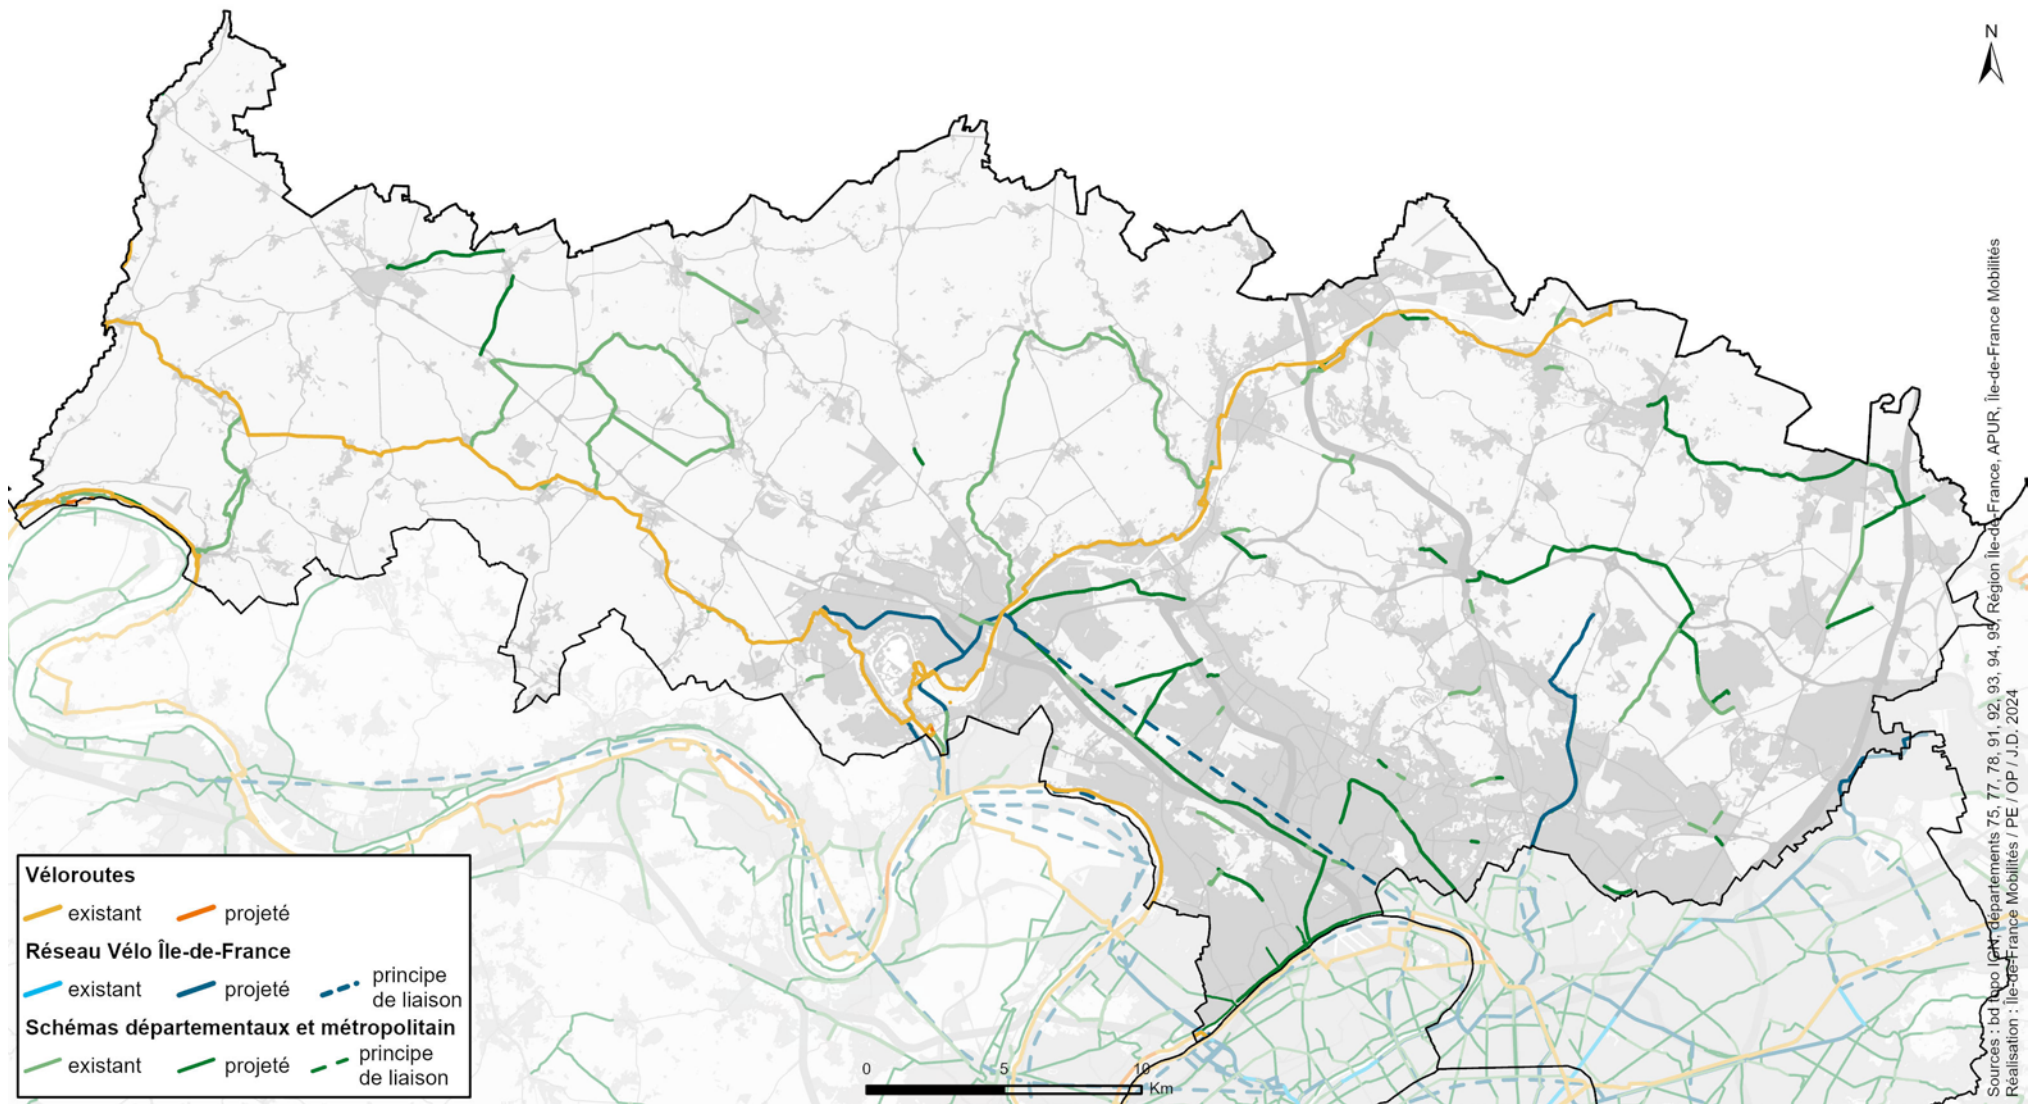 N
Véloroutes
existant projeté
Réseau Vélo Île-de-France
existant projeté principe de liaison
Schémas départementaux et métropolitain
existant projeté principe de liaison
0 5 10
Km
Sources : bd topo IGN, départements 75, 77, 78, 91, 92, 93, 94, 95, Région Île-de-France, APUR, Île-de-France Mobilités
Réalisation : Île-de-France Mobilités / PE / OP / J.D, 2024